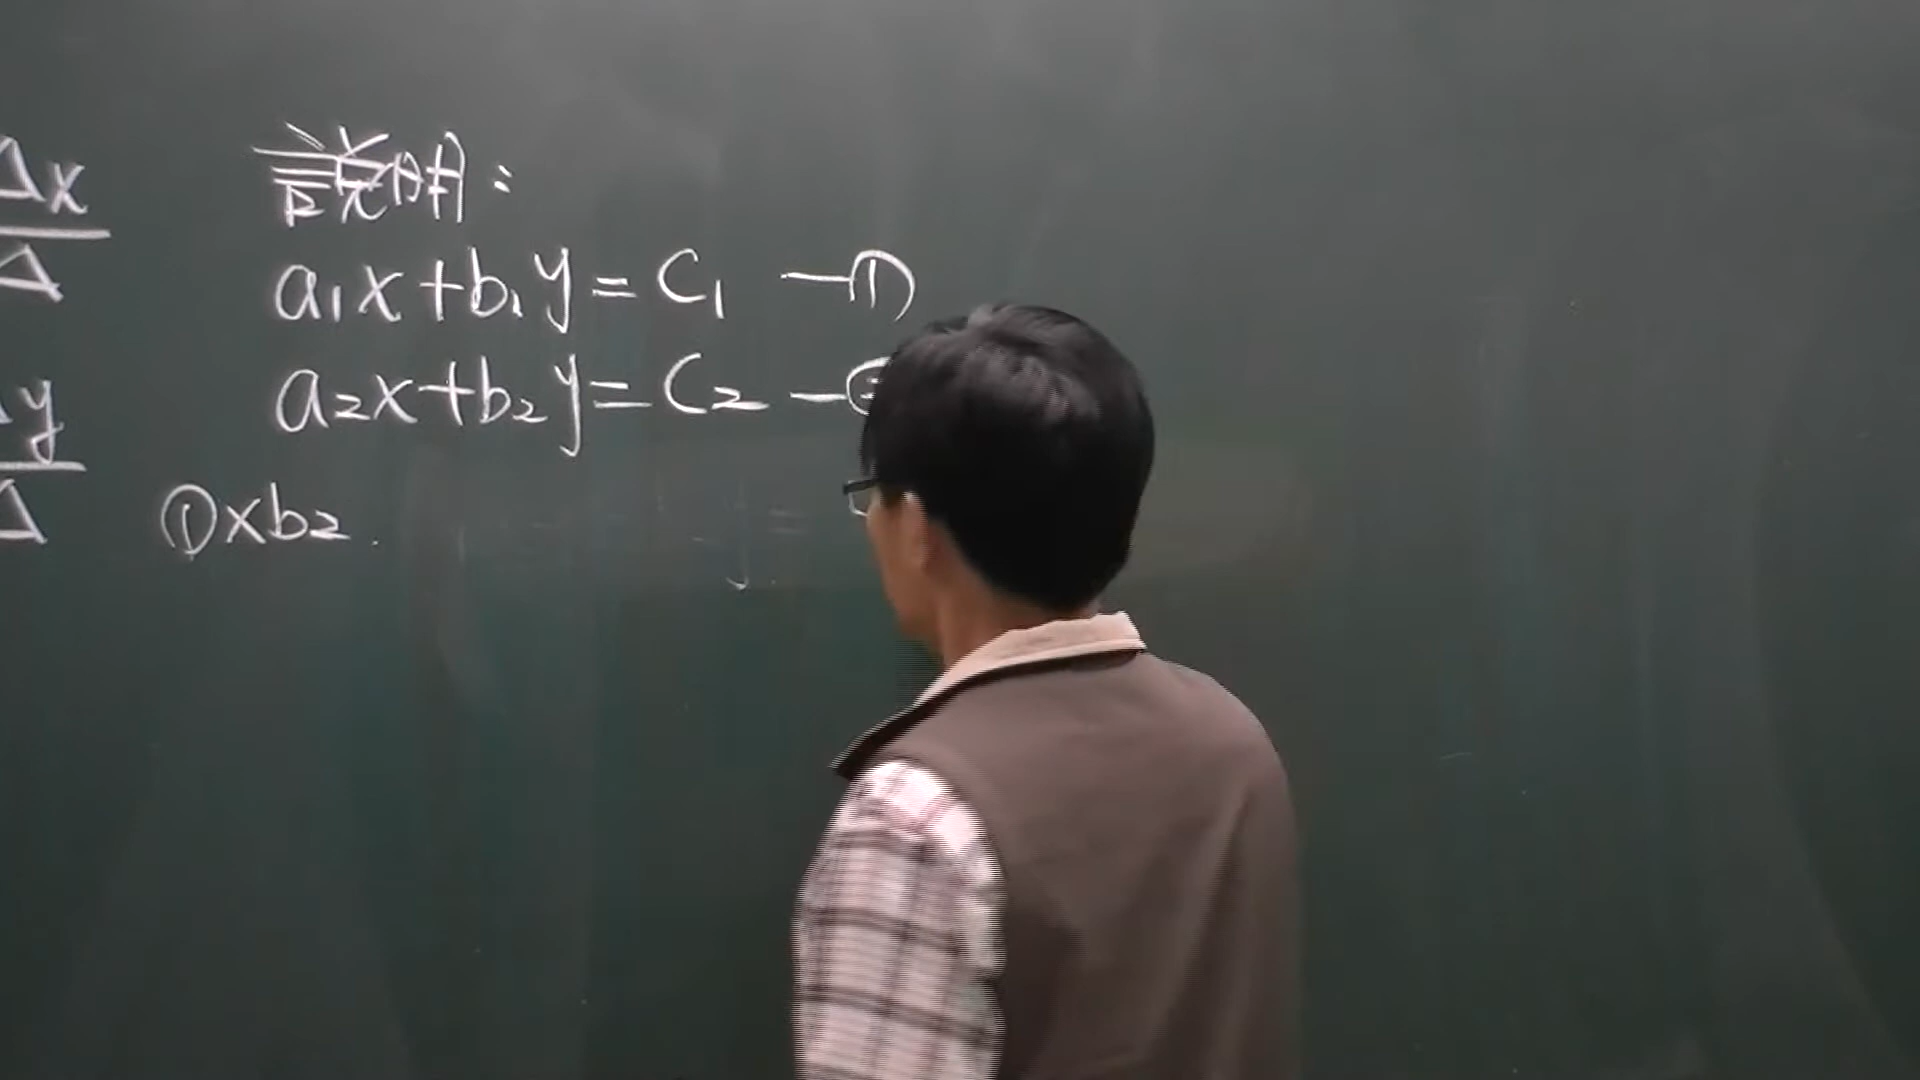 Δx
Δ
Δy
Δ
說明：
a₁x+b₁y=C₁ —①
a₂x+b₂y=C₂ —
①×b₂